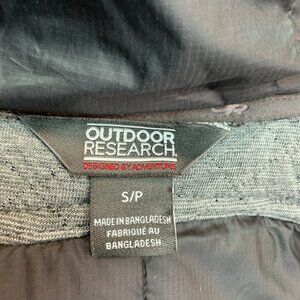 OUTDOOR
RESEARCH
DESIGNED BY ADVENTURE
S/P
MADE IN BANGLADESH
FABRIQUÉ AU
BANGLADESH